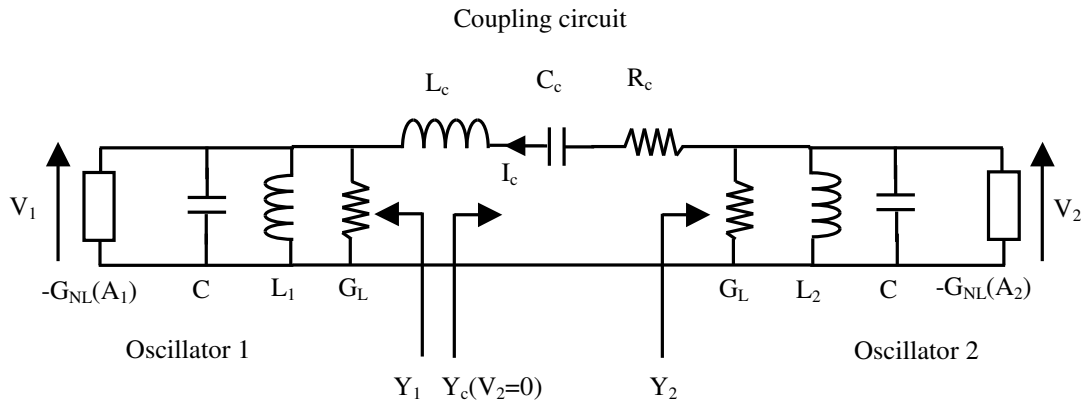 Coupling circuit
L_c C_c R_c
I_c
V_1 V_2
-G_NL(A_1) C L_1 G_L G_L L_2 C -G_NL(A_2)
Oscillator 1 Oscillator 2
Y_1 Y_c(V_2=0) Y_2